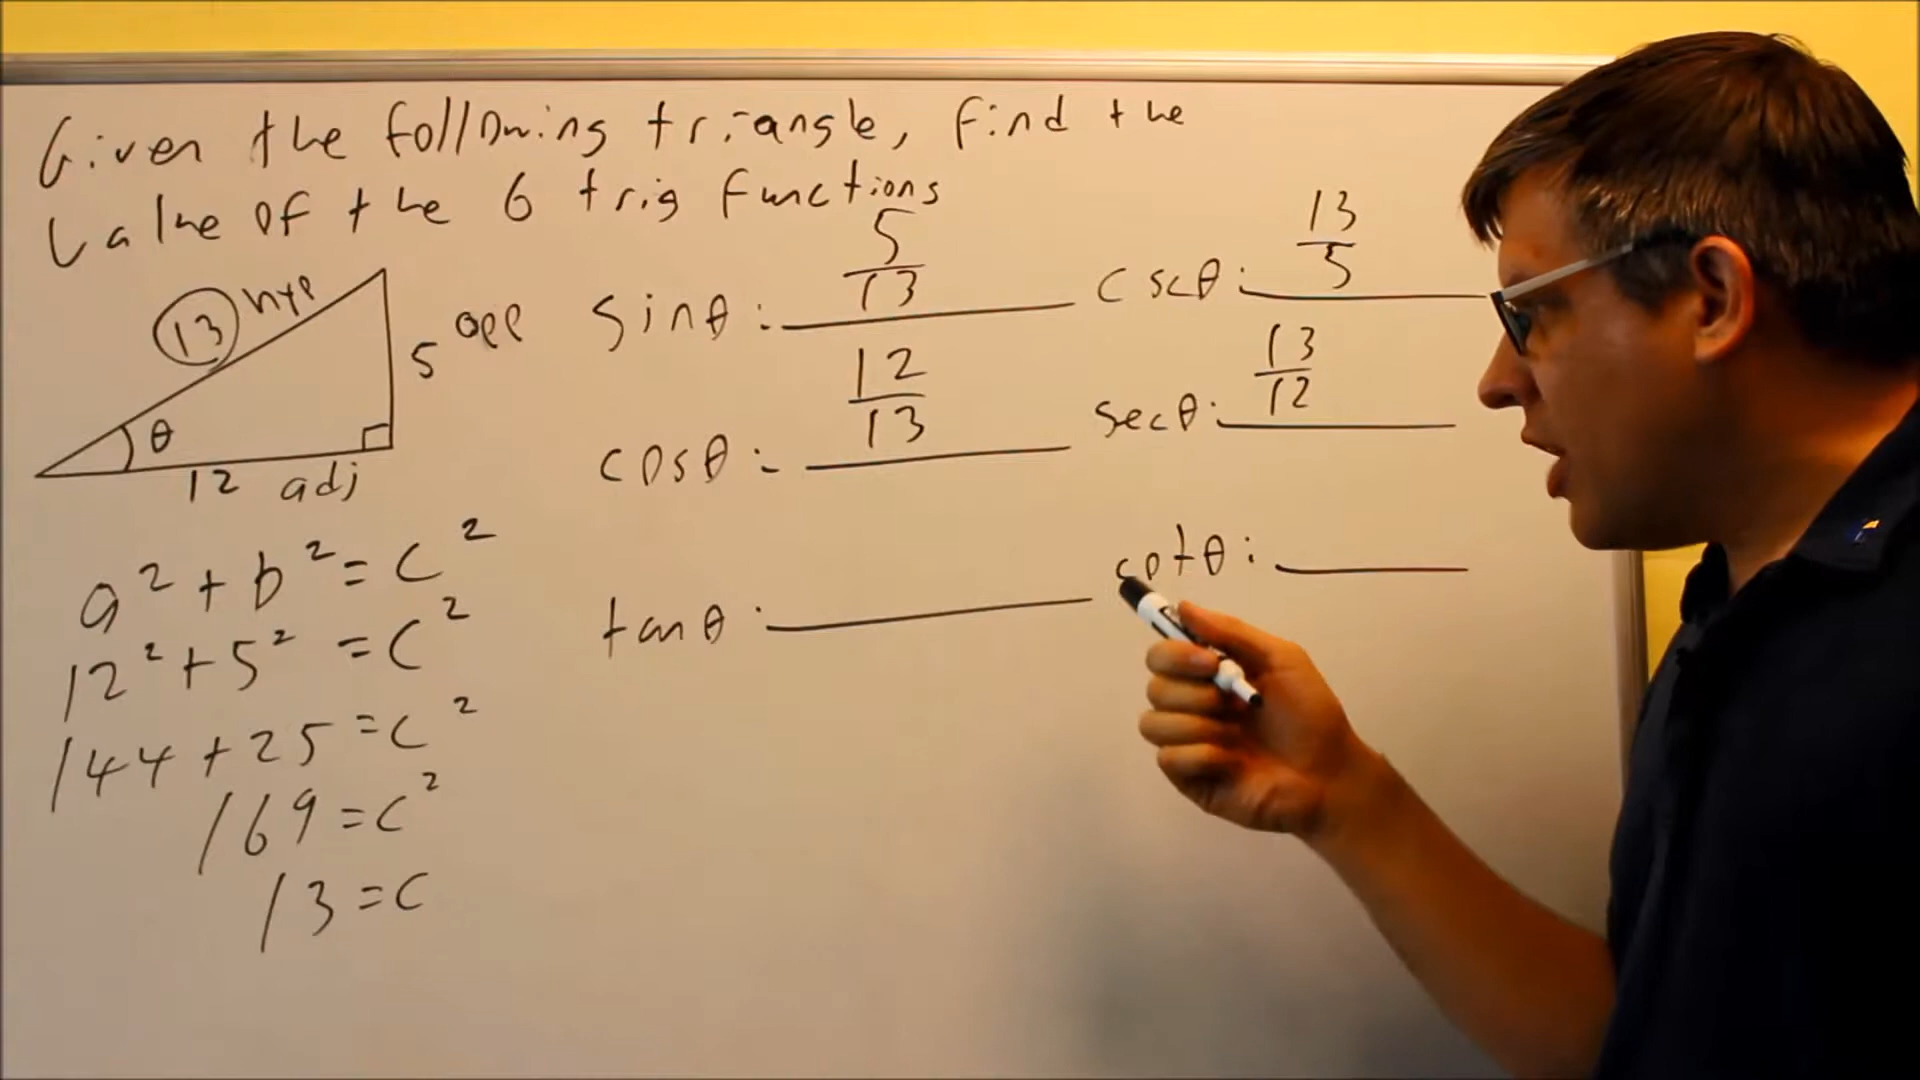 Given the following triangle, find the
value of the 6 trig functions
13 hyp
5 opp
θ
12 adj
a² + b² = c²
12² + 5² = c²
144 + 25 = c²
169 = c²
13 = c
sinθ: 5/13
cscθ: 13/5
cosθ: 12/13
secθ: 13/12
tanθ:
cotθ: